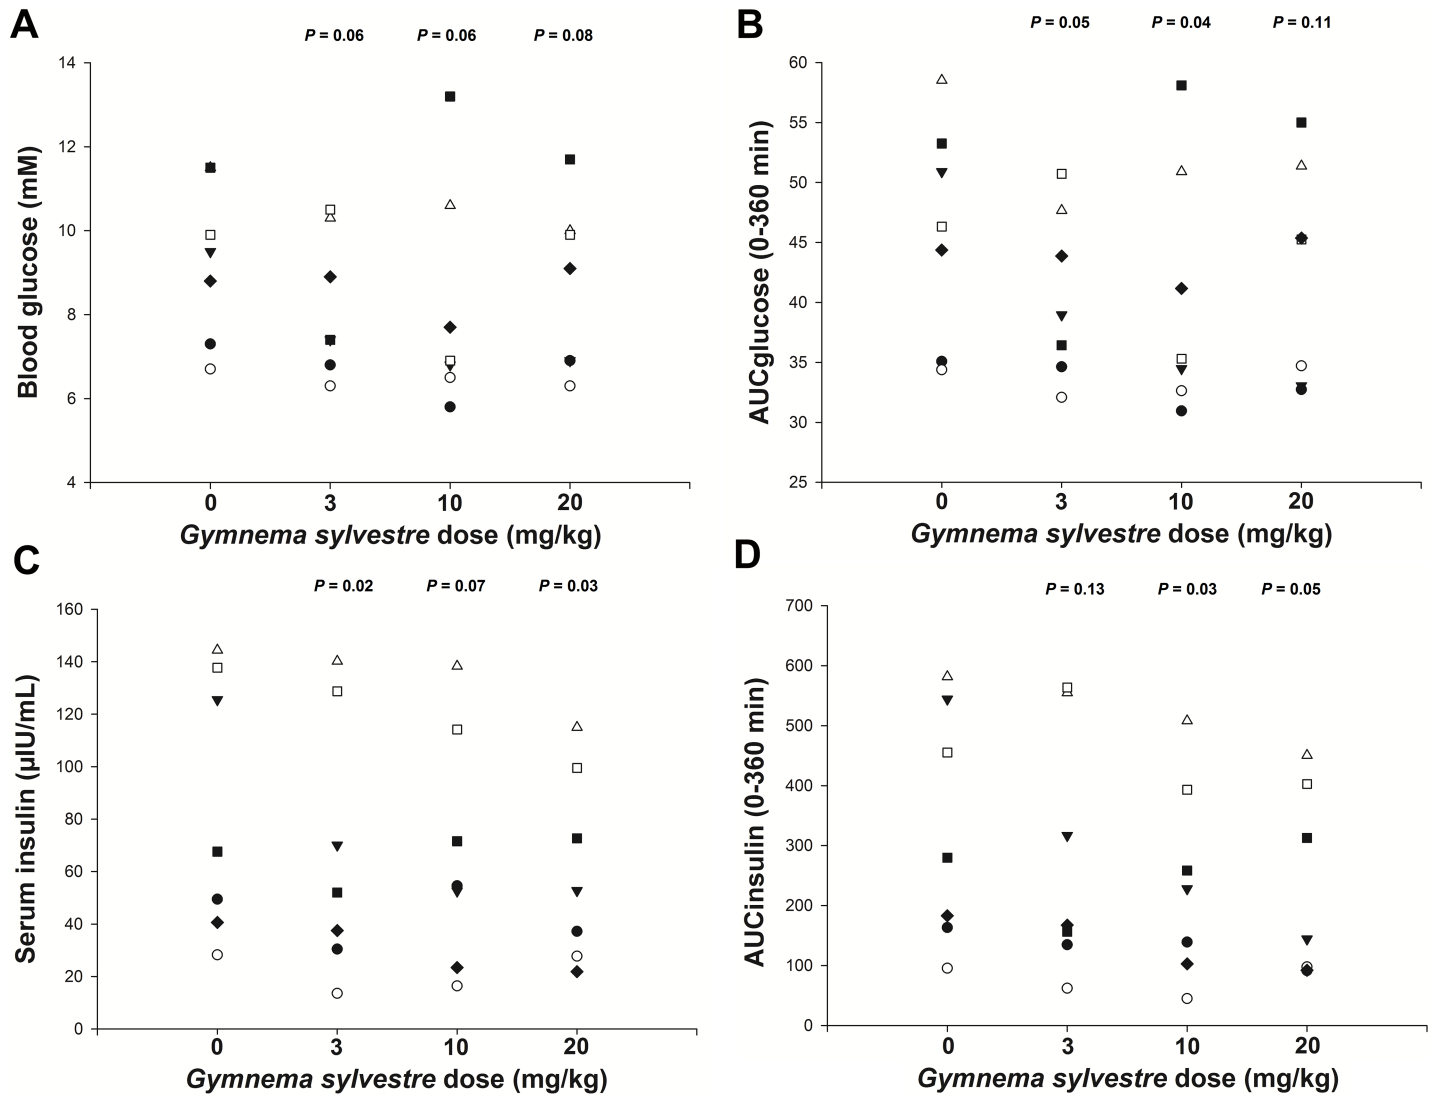 A
P = 0.06 P = 0.06 P = 0.08
14
12
10
8
6
4
Blood glucose (mM)
0 3 10 20
Gymnema sylvestre dose (mg/kg)
B
P = 0.05 P = 0.04 P = 0.11
60
55
50
45
40
35
30
25
AUCglucose (0-360 min)
0 3 10 20
Gymnema sylvestre dose (mg/kg)
C
P = 0.02 P = 0.07 P = 0.03
160
140
120
100
80
60
40
20
0
Serum insulin (µIU/mL)
0 3 10 20
Gymnema sylvestre dose (mg/kg)
D
P = 0.13 P = 0.03 P = 0.05
700
600
500
400
300
200
100
0
AUCinsulin (0-360 min)
0 3 10 20
Gymnema sylvestre dose (mg/kg)